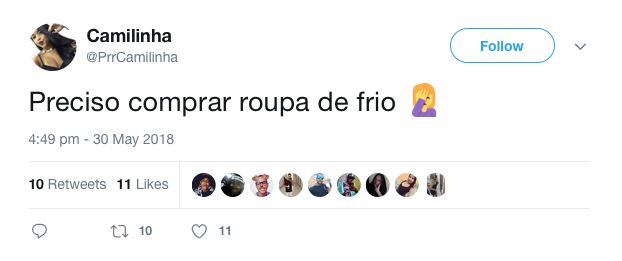 Camilinha
@PrrCamilinha
Follow
Preciso comprar roupa de frio 🤦
4:49 pm - 30 May 2018
10 Retweets 11 Likes
10 11